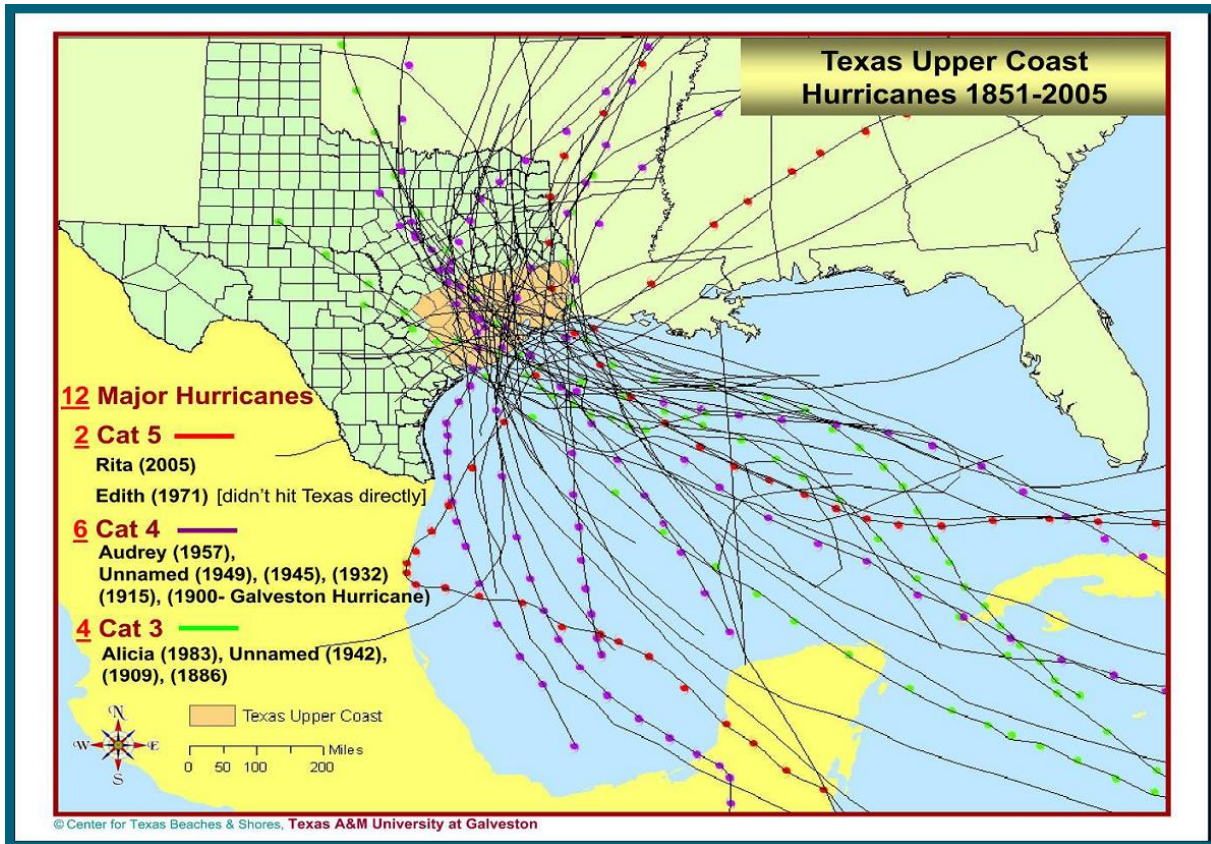 Texas Upper Coast
Hurricanes 1851-2005
12 Major Hurricanes
2 Cat 5
Rita (2005)
Edith (1971) [didn't hit Texas directly]
6 Cat 4
Audrey (1957),
Unnamed (1949), (1945), (1932)
(1915), (1900- Galveston Hurricane)
4 Cat 3
Alicia (1983), Unnamed (1942),
(1909), (1886)
N
W E
S
Texas Upper Coast
Miles
0 50 100 200
© Center for Texas Beaches & Shores, Texas A&M University at Galveston